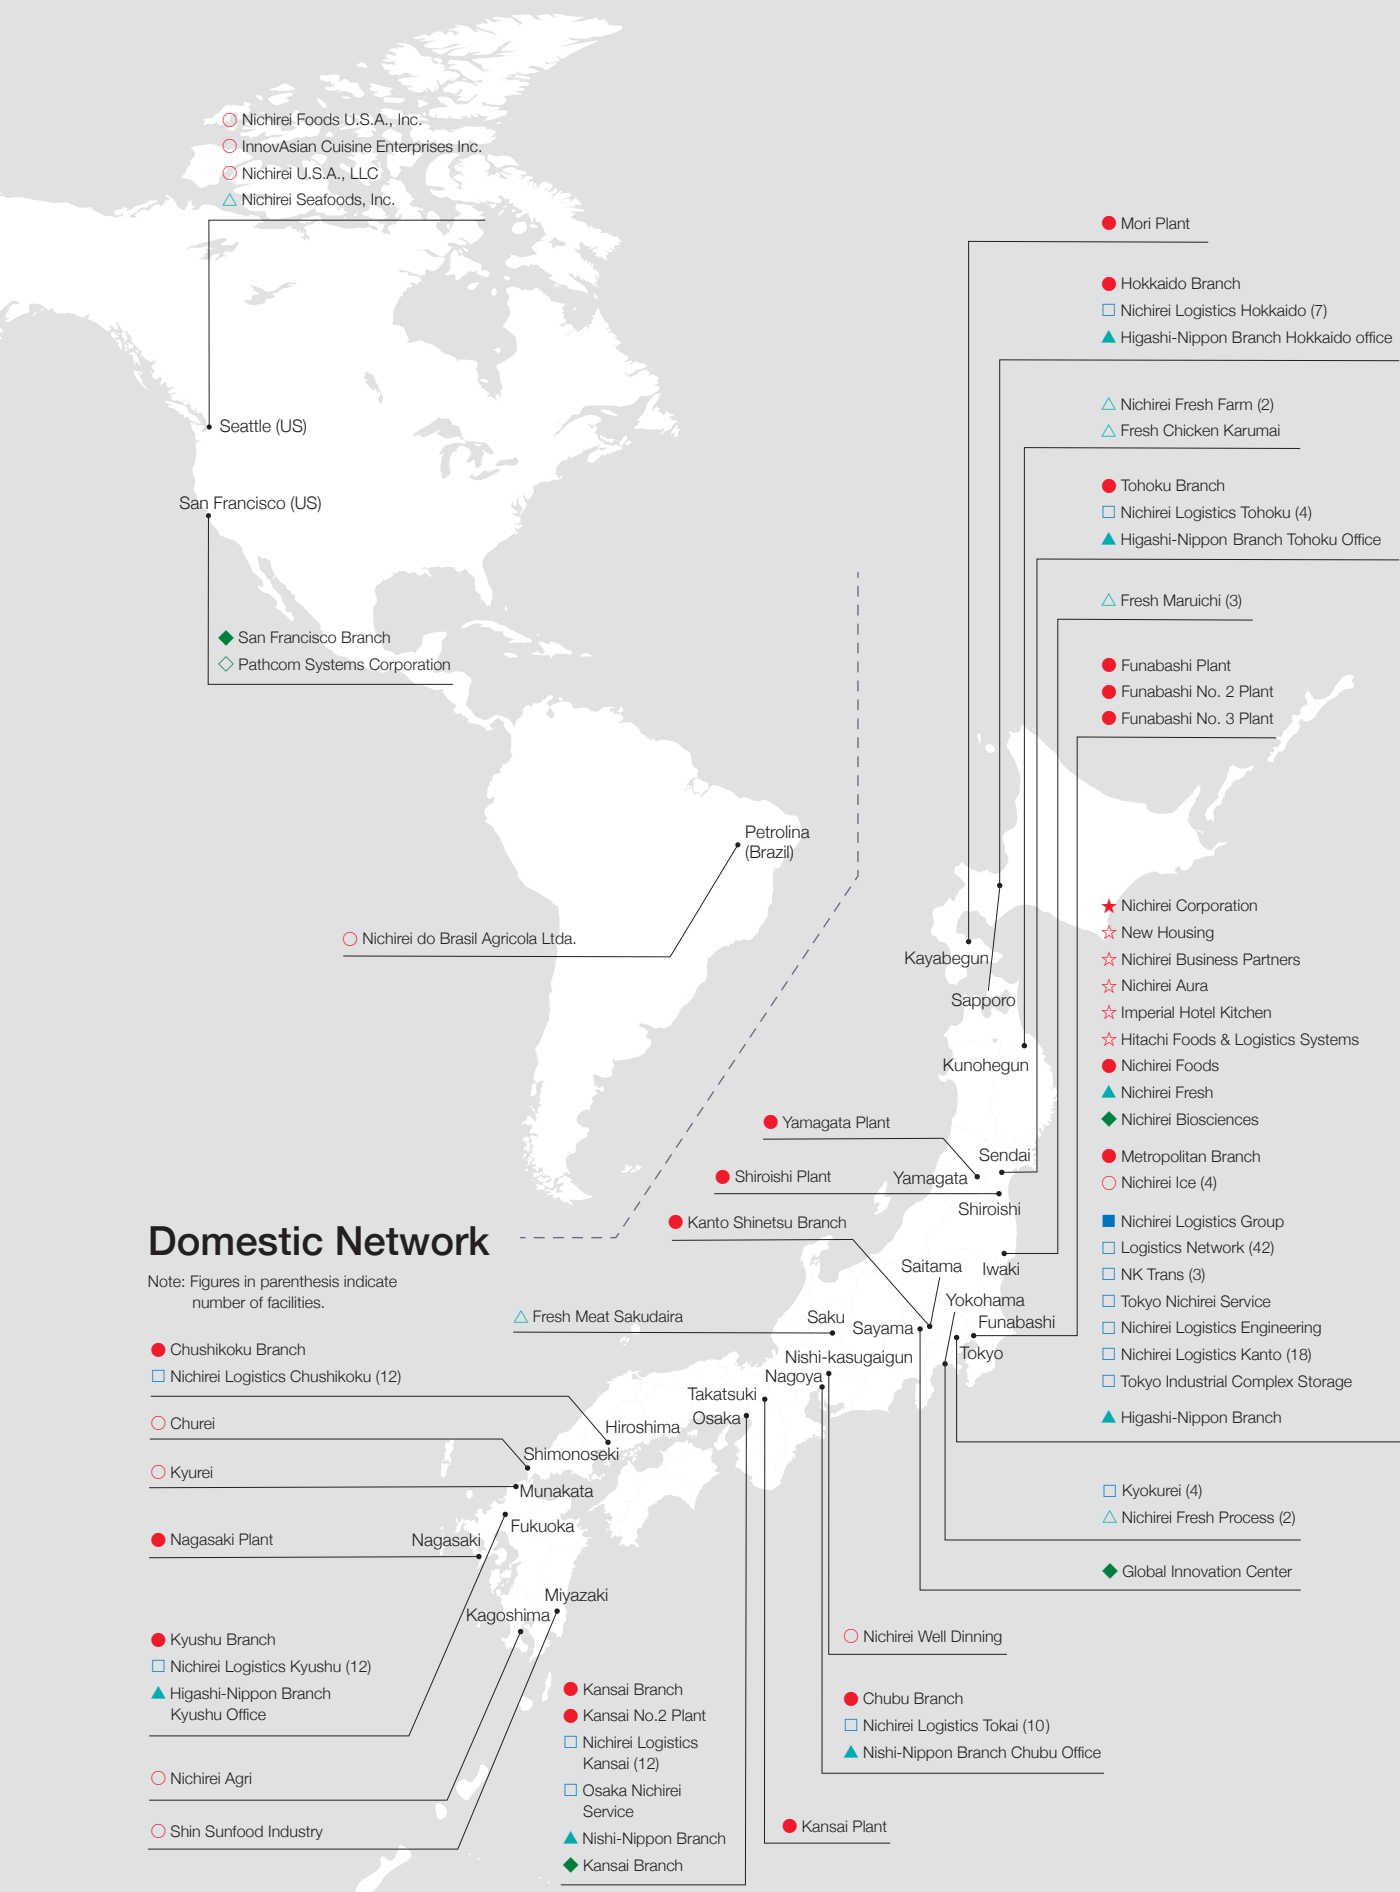 Nichirei Foods U.S.A., Inc.
InnovAsian Cuisine Enterprises Inc.
Nichirei U.S.A., LLC
Nichirei Seafoods, Inc.
Seattle (US)
San Francisco (US)
San Francisco Branch
Pathcom Systems Corporation
Petrolina
(Brazil)
Nichirei do Brasil Agricola Ltda.
Mori Plant
Hokkaido Branch
Nichirei Logistics Hokkaido (7)
Higashi-Nippon Branch Hokkaido office
Nichirei Fresh Farm (2)
Fresh Chicken Karumai
Tohoku Branch
Nichirei Logistics Tohoku (4)
Higashi-Nippon Branch Tohoku Office
Fresh Maruichi (3)
Funabashi Plant
Funabashi No. 2 Plant
Funabashi No. 3 Plant
Nichirei Corporation
New Housing
Nichirei Business Partners
Nichirei Aura
Imperial Hotel Kitchen
Hitachi Foods & Logistics Systems
Nichirei Foods
Nichirei Fresh
Nichirei Biosciences
Metropolitan Branch
Nichirei Ice (4)
Nichirei Logistics Group
Logistics Network (42)
NK Trans (3)
Tokyo Nichirei Service
Nichirei Logistics Engineering
Nichirei Logistics Kanto (18)
Tokyo Industrial Complex Storage
Higashi-Nippon Branch
Kyokurei (4)
Nichirei Fresh Process (2)
Global Innovation Center
Kayabegun
Sapporo
Kunohegun
Yamagata Plant
Sendai
Yamagata
Shiroishi Plant
Shiroishi
Kanto Shinetsu Branch
Saitama
Iwaki
Yokohama
Funabashi
Saku
Sayama
Tokyo
Fresh Meat Sakudaira
Nishi-kasugaigun
Nagoya
Takatsuki
Osaka
Hiroshima
Shimonoseki
Munakata
Fukuoka
Nagasaki
Miyazaki
Kagoshima
Domestic Network
Note: Figures in parenthesis indicate
number of facilities.
Chushikoku Branch
Nichirei Logistics Chushikoku (12)
Churei
Kyurei
Nagasaki Plant
Kyushu Branch
Nichirei Logistics Kyushu (12)
Higashi-Nippon Branch
Kyushu Office
Nichirei Agri
Shin Sunfood Industry
Kansai Branch
Kansai No.2 Plant
Nichirei Logistics
Kansai (12)
Osaka Nichirei
Service
Nishi-Nippon Branch
Kansai Branch
Nichirei Well Dinning
Chubu Branch
Nichirei Logistics Tokai (10)
Nishi-Nippon Branch Chubu Office
Kansai Plant